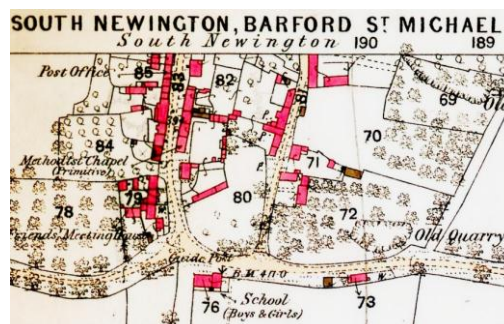 SOUTH NEWINGTON, BARFORD ST. MICHAEL
South Newington 190 189
Post Office 85 83 82 81 69 Old
84 70
Methodist Chapel
(Primitive)
71
79
78 80 72
Friends Meeting House Old Quarry
Guide Post
B.M. 400
76 School 73
(Boys & Girls)